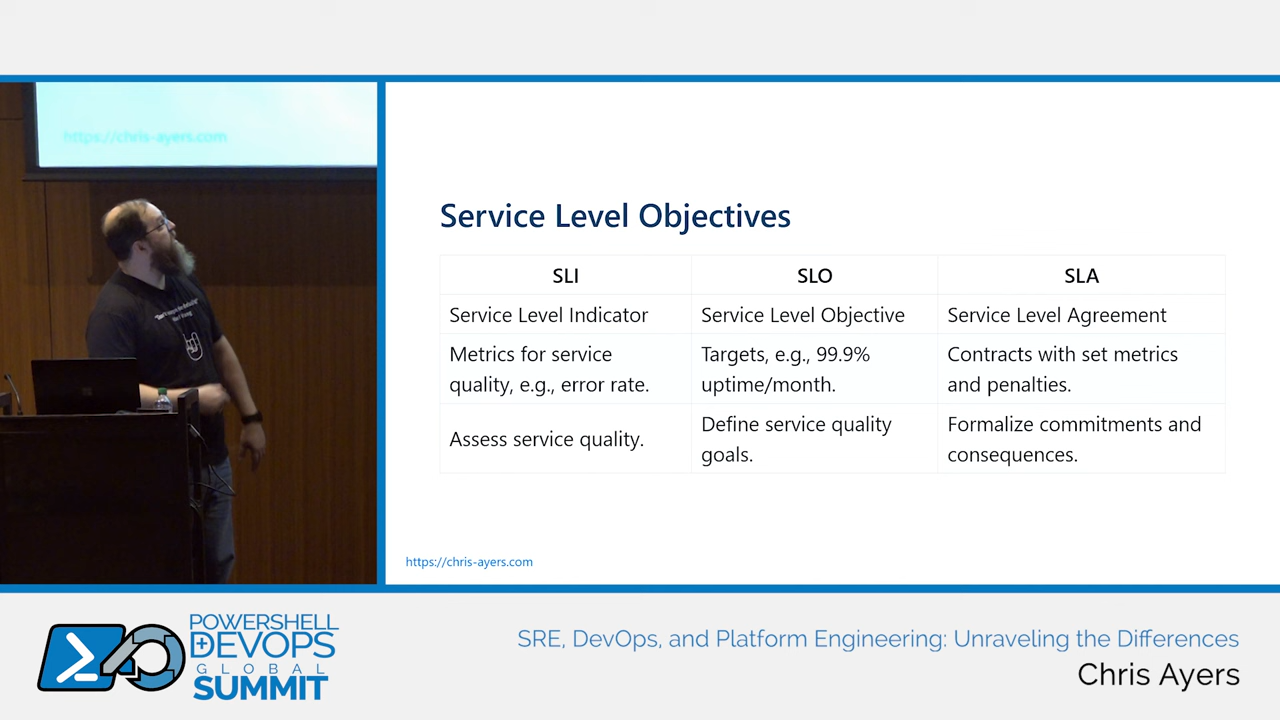 https://chris-ayers.com
Service Level Objectives
SLI
SLO
SLA
Service Level Indicator
Service Level Objective
Service Level Agreement
Metrics for service
quality, e.g., error rate.
Targets, e.g., 99.9%
uptime/month.
Contracts with set metrics
and penalties.
Assess service quality.
Define service quality
goals.
Formalize commitments and
consequences.
https://chris-ayers.com
POWERSHELL
+DEVOPS
GLOBAL
SUMMIT
SRE, DevOps, and Platform Engineering: Unraveling the Differences
Chris Ayers